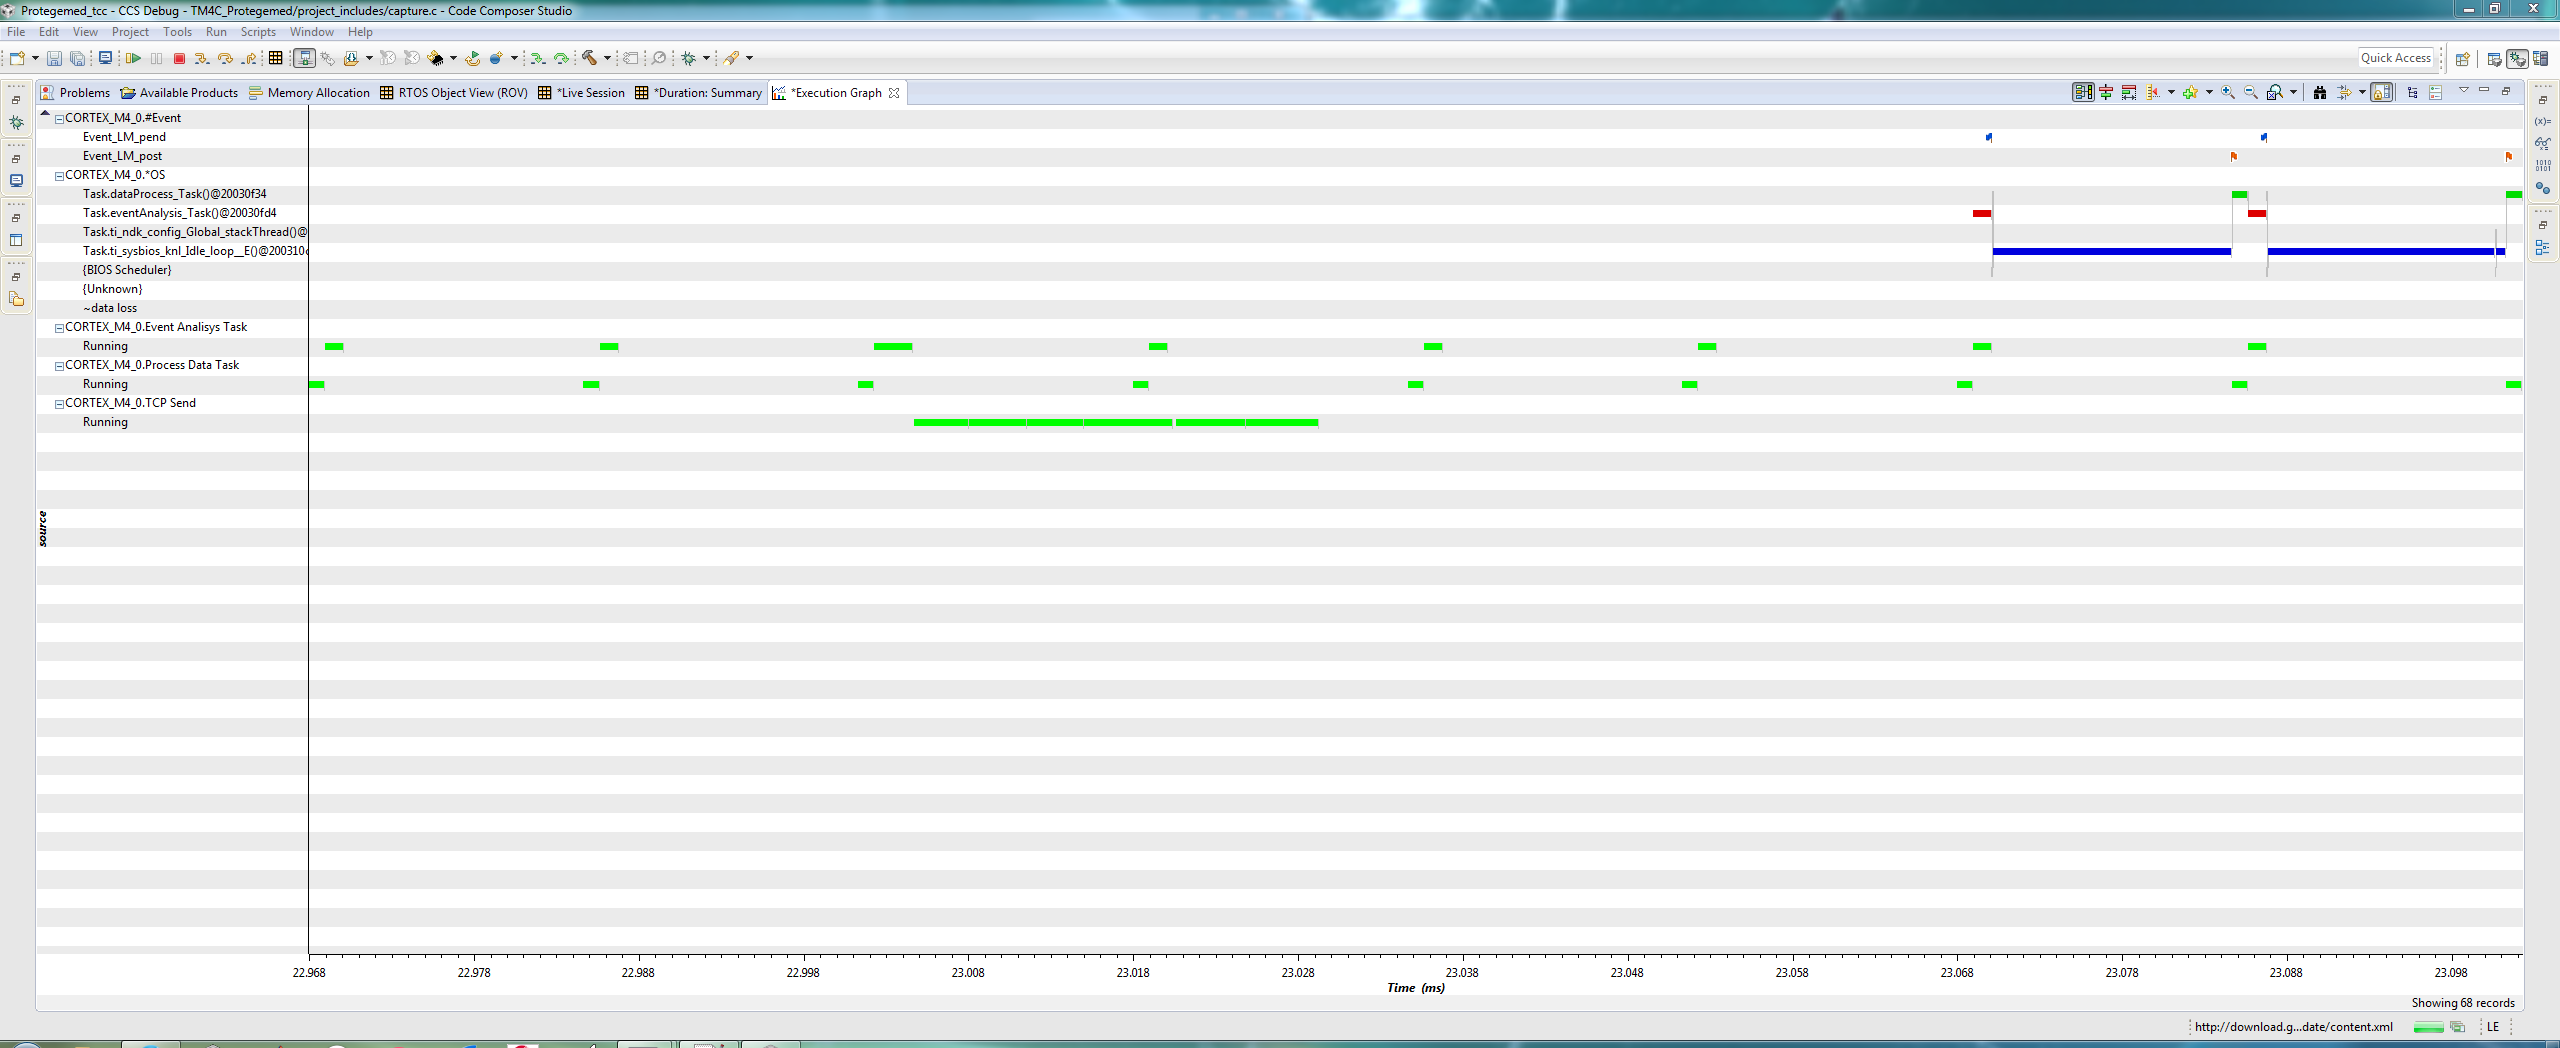 Protegemed_tcc - CCS Debug - TM4C_Protegemed/project_includes/capture.c - Code Composer Studio
File Edit View Project Tools Run Scripts Window Help
Quick Access
Problems Available Products Memory Allocation RTOS Object View (ROV) *Live Session *Duration: Summary *Execution Graph
CORTEX_M4_0.#Event
Event_LM_pend
Event_LM_post
CORTEX_M4_0.*OS
Task.dataProcess_Task()@20030f34
Task.eventAnalysis_Task()@20030fd4
Task.ti_ndk_config_Global_stackThread()@
Task.ti_sysbios_knl_Idle_loop__E()@200310
{BIOS Scheduler}
{Unknown}
~data loss
CORTEX_M4_0.Event Analisys Task
Running
CORTEX_M4_0.Process Data Task
Running
CORTEX_M4_0.TCP Send
Running
source
22.968 22.978 22.988 22.998 23.008 23.018 23.028 23.038 23.048 23.058 23.068 23.078 23.088 23.098
Time (ms)
Showing 68 records
http://download.g...date/content.xml LE